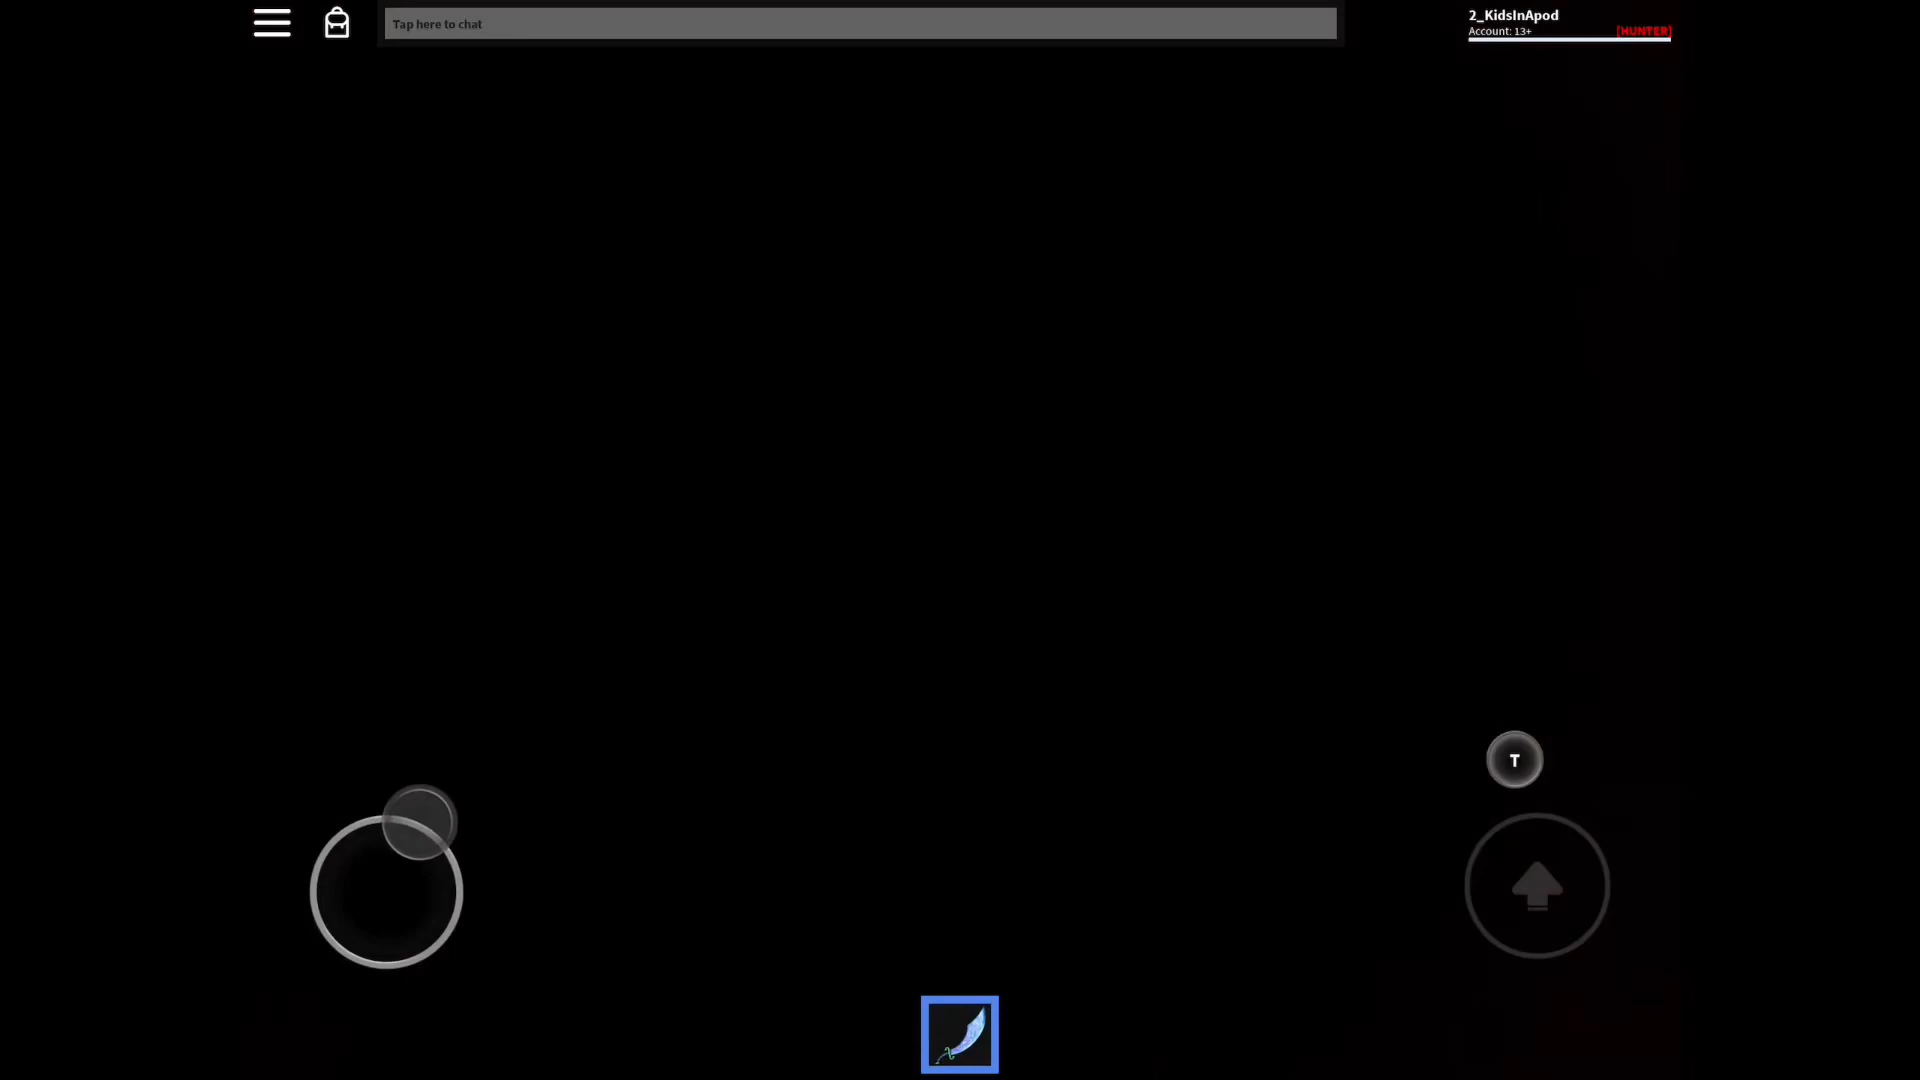 Tap here to chat
2_KidsInApod
Account: 13+
[HUNTER]
T